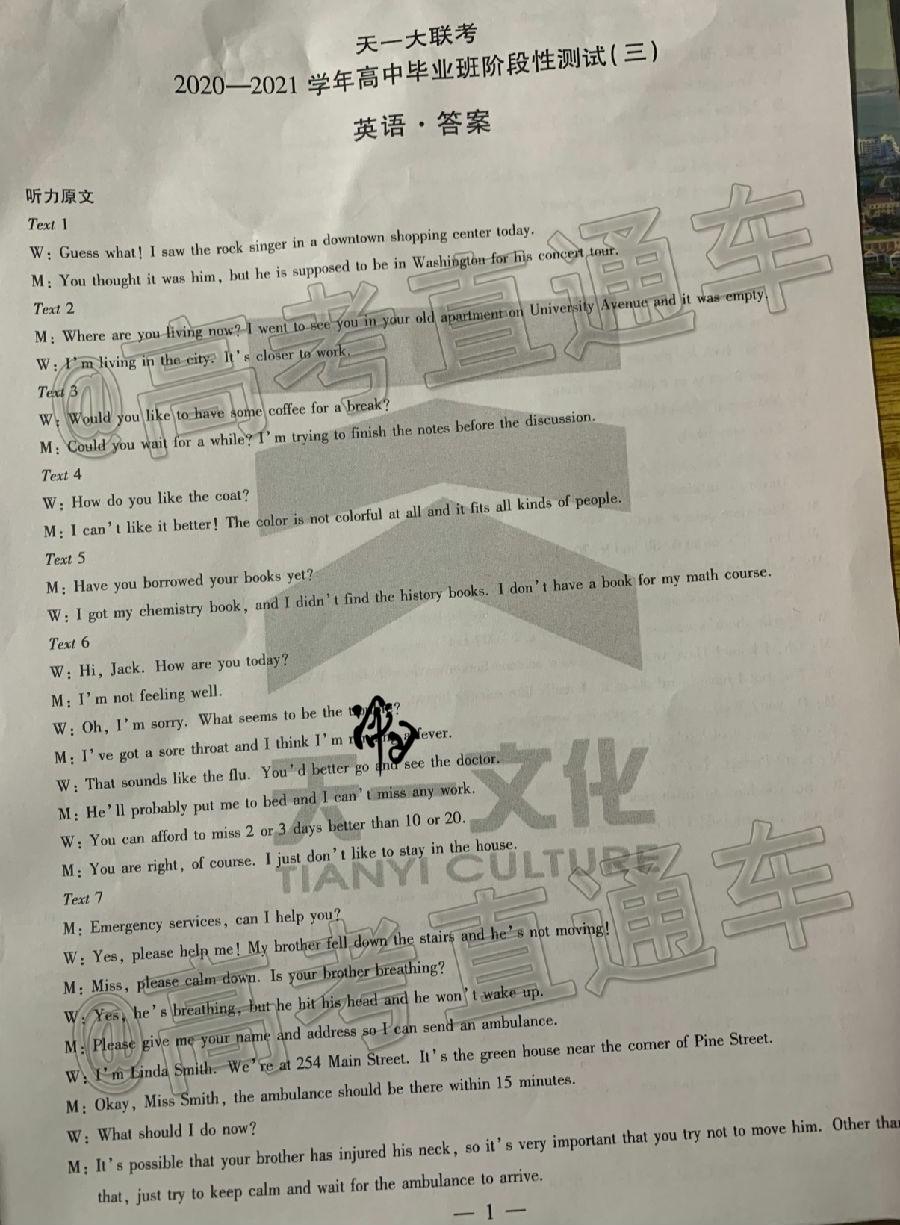 天一大联考
2020—2021 学年高中毕业班阶段性测试(三)
英语·答案
听力原文
Text 1
W: Guess what! I saw the rock singer in a downtown shopping center today.
M: You thought it was him, but he is supposed to be in Washington for his concert tour.
Text 2
M: Where are you living now? I went to see you in your old apartment on University Avenue and it was empty.
W: I'm living in the city. It's closer to work.
Text 3
W: Would you like to have some coffee for a break?
M: Could you wait for a while? I'm trying to finish the notes before the discussion.
Text 4
W: How do you like the coat?
M: I can't like it better! The color is not colorful at all and it fits all kinds of people.
Text 5
M: Have you borrowed your books yet?
W: I got my chemistry book, and I didn't find the history books. I don't have a book for my math course.
Text 6
W: Hi, Jack. How are you today?
M: I'm not feeling well.
W: Oh, I'm sorry. What seems to be the
M: I've got a sore throat and I think I'm fever.
W: That sounds like the flu. You'd better go and see the doctor.
M: He'll probably put me to bed and I can't miss any work.
W: You can afford to miss 2 or 3 days better than 10 or 20.
M: You are right, of course. I just don't like to stay in the house.
Text 7
M: Emergency services, can I help you?
W: Yes, please help me! My brother fell down the stairs and he's not moving!
M: Miss, please calm down. Is your brother breathing?
W: Yes, he's breathing, but he hit his head and he won't wake up.
M: Please give me your name and address so I can send an ambulance.
W: I'm Linda Smith. We're at 254 Main Street. It's the green house near the corner of Pine Street.
M: Okay, Miss Smith, the ambulance should be there within 15 minutes.
W: What should I do now?
M: It's possible that your brother has injured his neck, so it's very important that you try not to move him. Other than
that, just try to keep calm and wait for the ambulance to arrive.
— 1 —
@高考直通车
天一文化
TIANYI CULTURE
@高考直通车